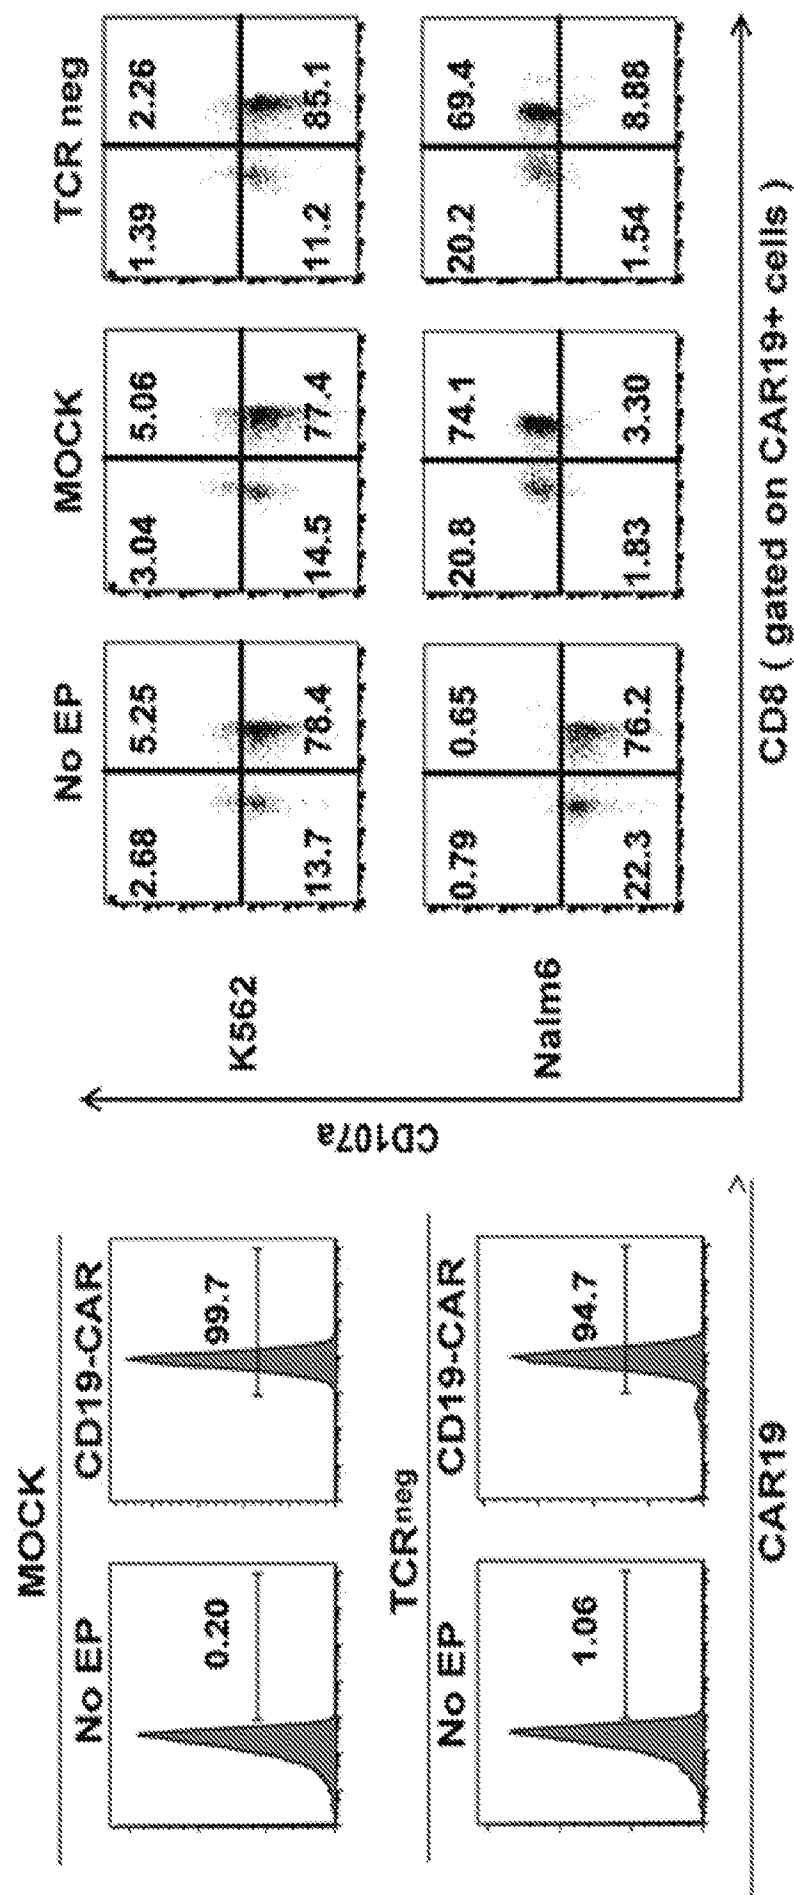 MOCK
No EP
CD19-CAR
0.20
99.7
TCRneg
No EP
CD19-CAR
1.06
94.7
CAR19
No EP
MOCK
TCR neg
K562
2.68
5.25
13.7
78.4
3.04
5.06
14.5
77.4
1.39
2.26
11.2
85.1
Nalm6
0.79
0.65
22.3
76.2
20.8
74.1
1.83
3.30
20.2
69.4
1.54
8.88
CD107a
CD8 ( gated on CAR19+ cells )